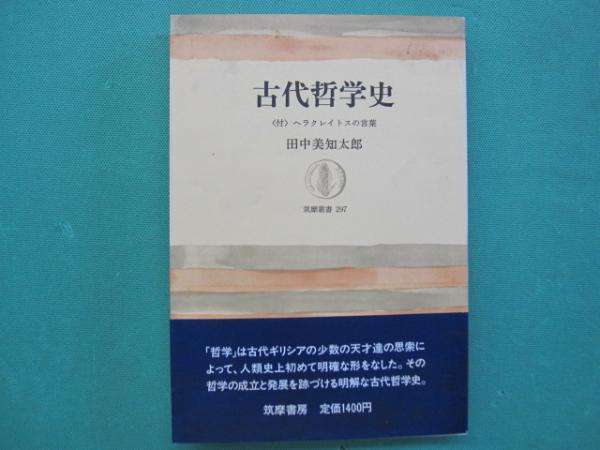 古代哲学史
〈付〉ヘラクレイトスの言葉
田中美知太郎
筑摩叢書 297
「哲学」は古代ギリシアの少数の天才達の思索に
よって、人類史上初めて明確な形をなした。その
哲学の成立と発展を跡づける明解な古代哲学史。
筑摩書房 定価1400円